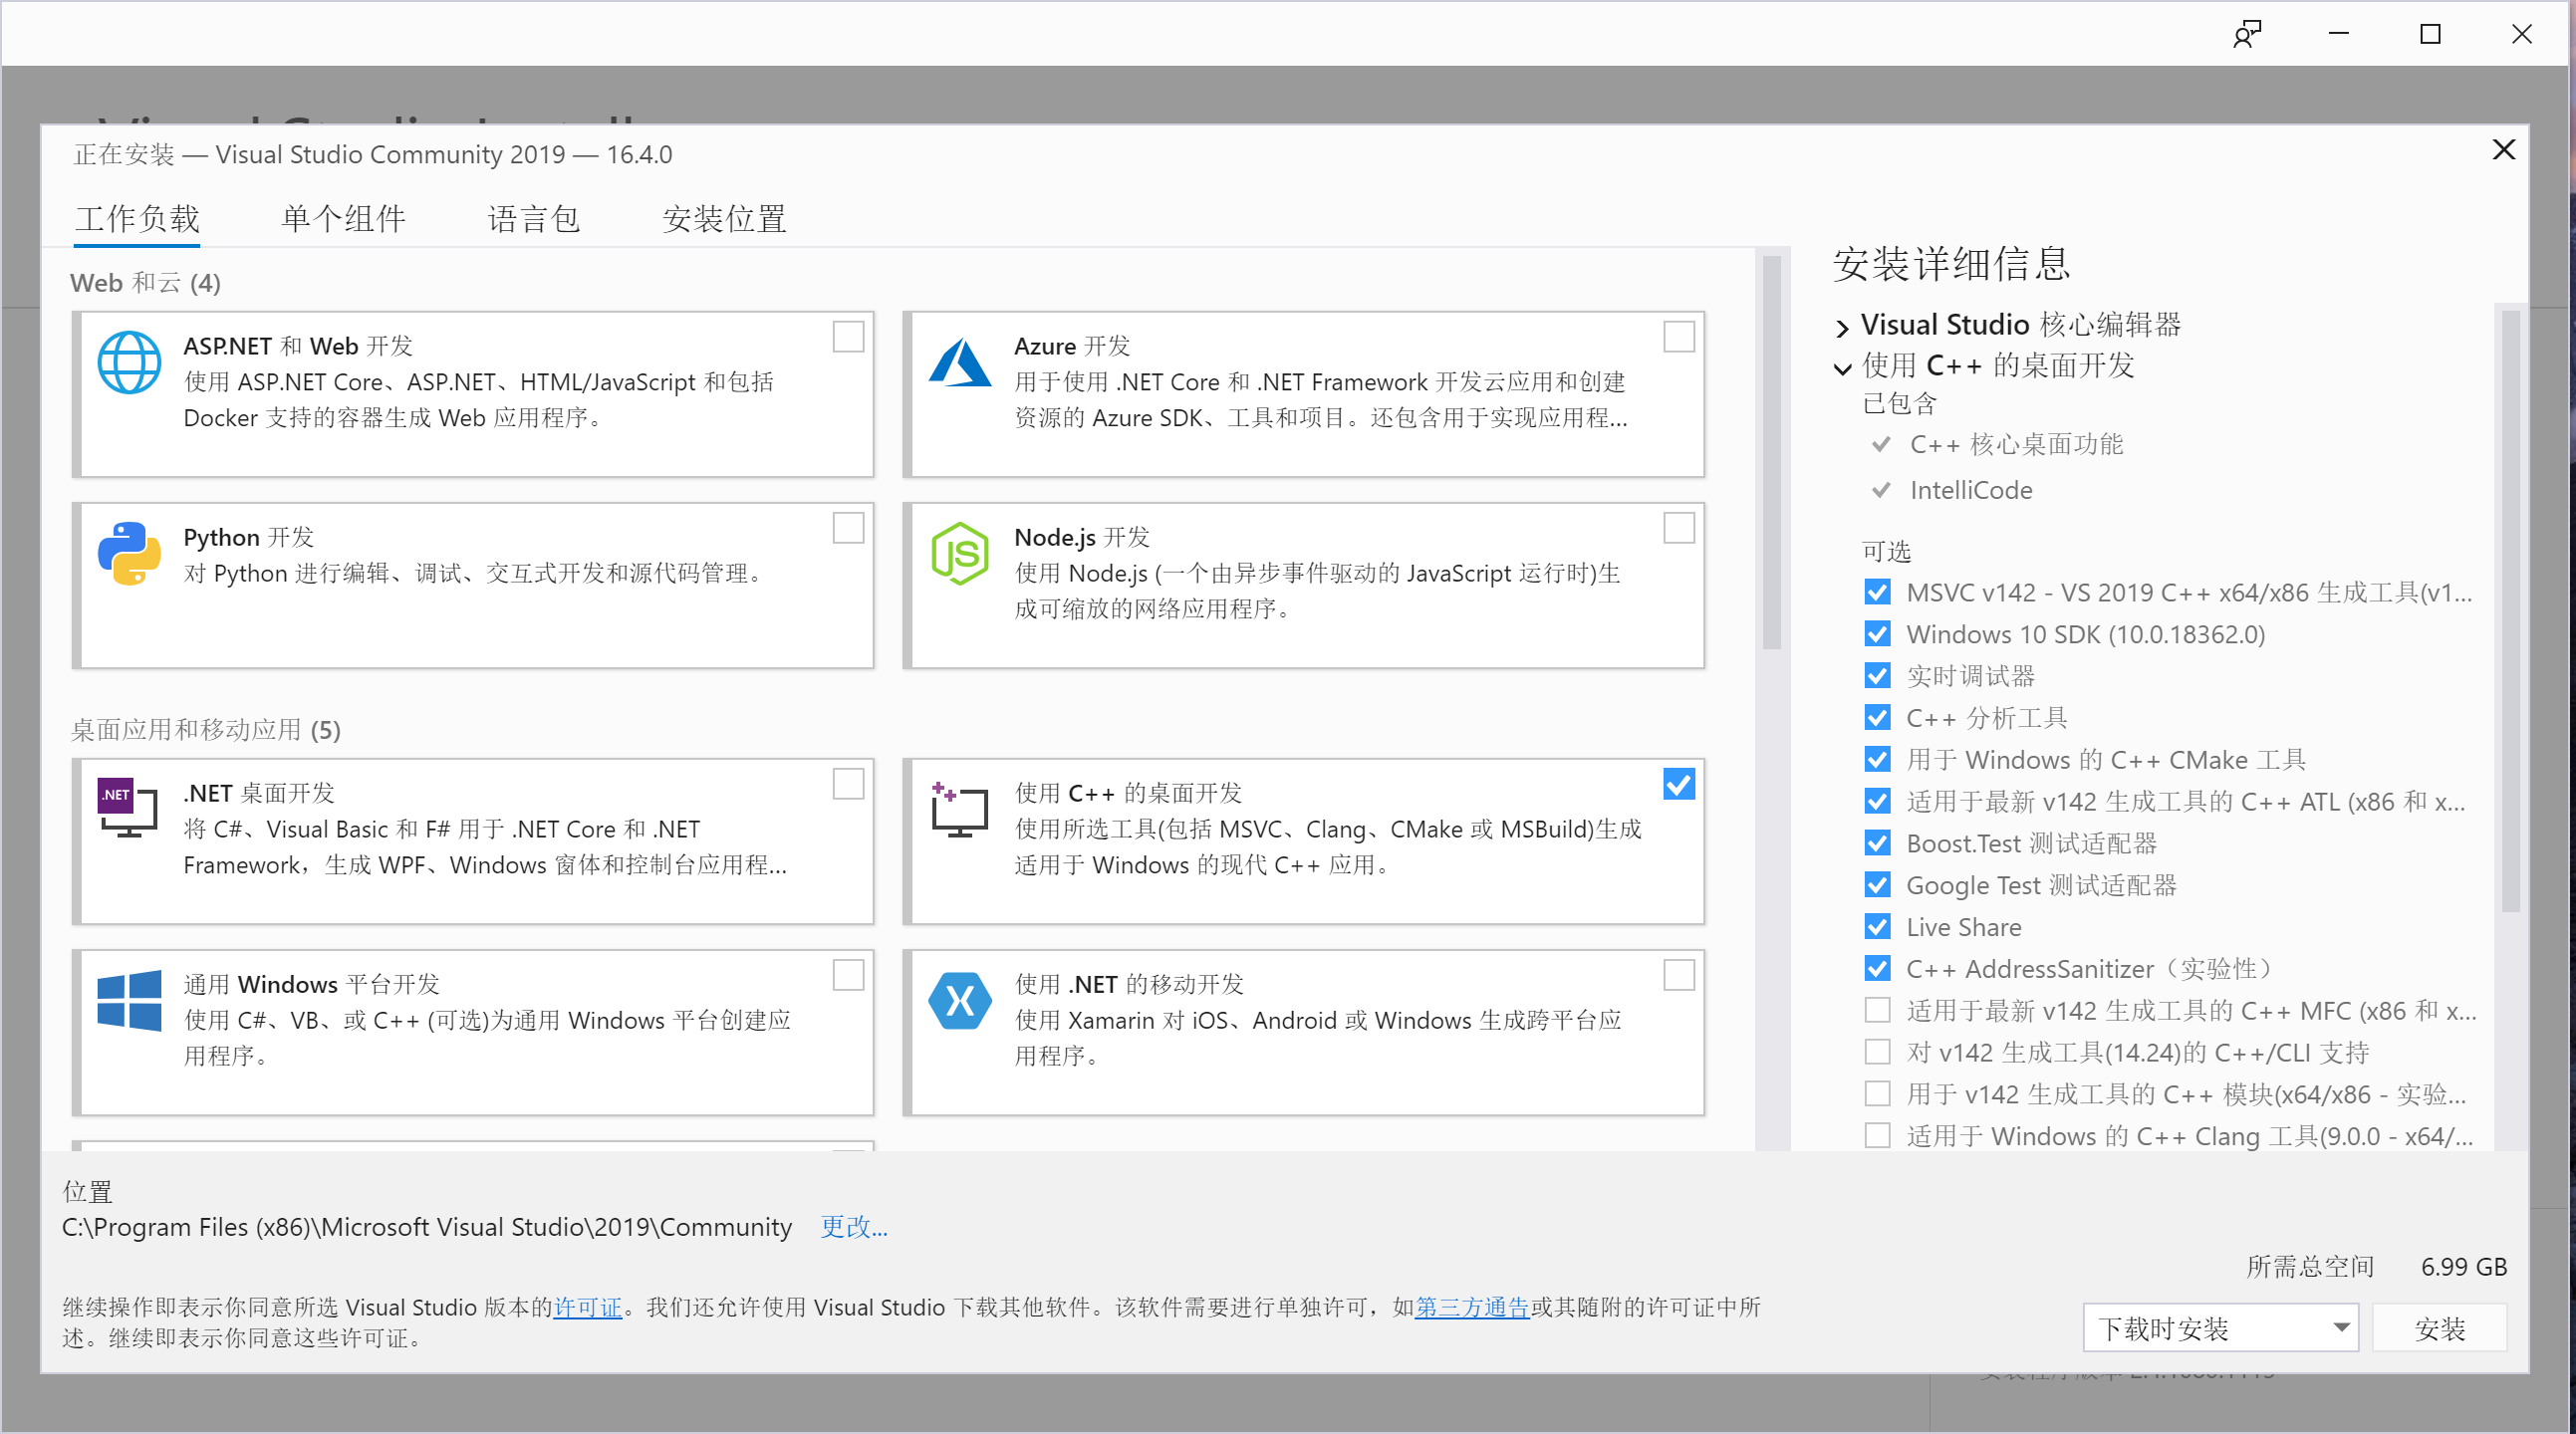 正在安装 — Visual Studio Community 2019 — 16.4.0
工作负载 单个组件 语言包 安装位置
Web 和云 (4)
ASP.NET 和 Web 开发
使用 ASP.NET Core、ASP.NET、HTML/JavaScript 和包括
Docker 支持的容器生成 Web 应用程序。
Azure 开发
用于使用 .NET Core 和 .NET Framework 开发云应用和创建
资源的 Azure SDK、工具和项目。还包含用于实现应用程...
Python 开发
对 Python 进行编辑、调试、交互式开发和源代码管理。
Node.js 开发
使用 Node.js (一个由异步事件驱动的 JavaScript 运行时)生
成可缩放的网络应用程序。
桌面应用和移动应用 (5)
.NET
.NET 桌面开发
将 C#、Visual Basic 和 F# 用于 .NET Core 和 .NET
Framework，生成 WPF、Windows 窗体和控制台应用程...
使用 C++ 的桌面开发
使用所选工具(包括 MSVC、Clang、CMake 或 MSBuild)生成
适用于 Windows 的现代 C++ 应用。
通用 Windows 平台开发
使用 C#、VB、或 C++ (可选)为通用 Windows 平台创建应
用程序。
使用 .NET 的移动开发
使用 Xamarin 对 iOS、Android 或 Windows 生成跨平台应
用程序。
安装详细信息
Visual Studio 核心编辑器
使用 C++ 的桌面开发
已包含
C++ 核心桌面功能
IntelliCode
可选
MSVC v142 - VS 2019 C++ x64/x86 生成工具(v1...
Windows 10 SDK (10.0.18362.0)
实时调试器
C++ 分析工具
用于 Windows 的 C++ CMake 工具
适用于最新 v142 生成工具的 C++ ATL (x86 和 x...
Boost.Test 测试适配器
Google Test 测试适配器
Live Share
C++ AddressSanitizer（实验性）
适用于最新 v142 生成工具的 C++ MFC (x86 和 x...
对 v142 生成工具(14.24)的 C++/CLI 支持
用于 v142 生成工具的 C++ 模块(x64/x86 - 实验...
适用于 Windows 的 C++ Clang 工具(9.0.0 - x64/...
位置
C:\Program Files (x86)\Microsoft Visual Studio\2019\Community 更改...
所需总空间 6.99 GB
继续操作即表示你同意所选 Visual Studio 版本的许可证。我们还允许使用 Visual Studio 下载其他软件。该软件需要进行单独许可，如第三方通告或其随附的许可证中所
述。继续即表示你同意这些许可证。
下载时安装 安装